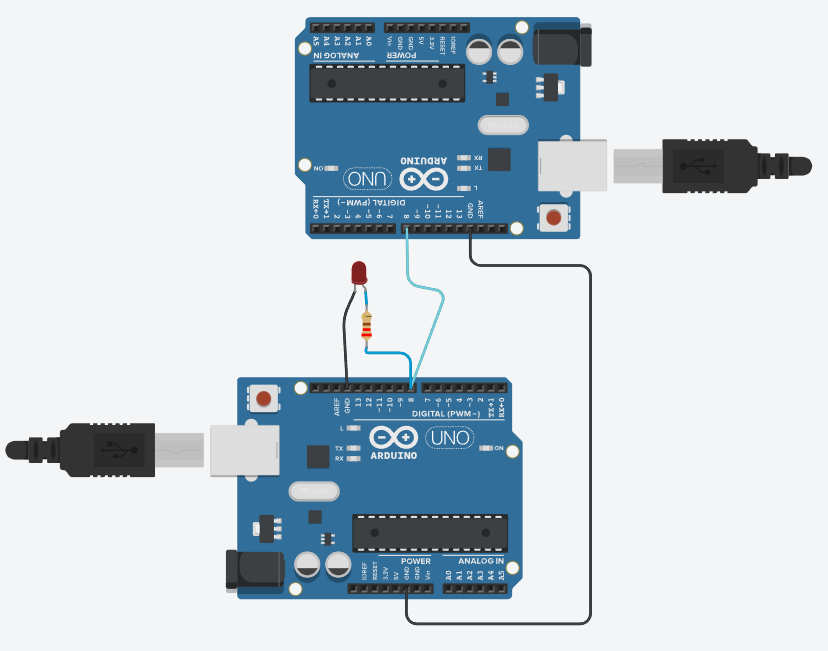 A5 A4 A3 A2 A1 A0
Vin GND GND 5V 3.3V RESET IOREF
ANALOG IN
POWER
ON
UNO
ARDUINO
RX
TX
L
DIGITAL (PWM~)
RX←0 TX→1 2 ~3 4 ~5 ~6 7
8 ~9 ~10 ~11 12 13 GND AREF
AREF GND 13 12 ~11 ~10 ~9 8
7 ~6 ~5 4 ~3 2 TX→1 RX←0
DIGITAL (PWM~)
L
TX
RX
ARDUINO
UNO
ON
POWER
ANALOG IN
IOREF RESET 3.3V 5V GND GND Vin
A0 A1 A2 A3 A4 A5